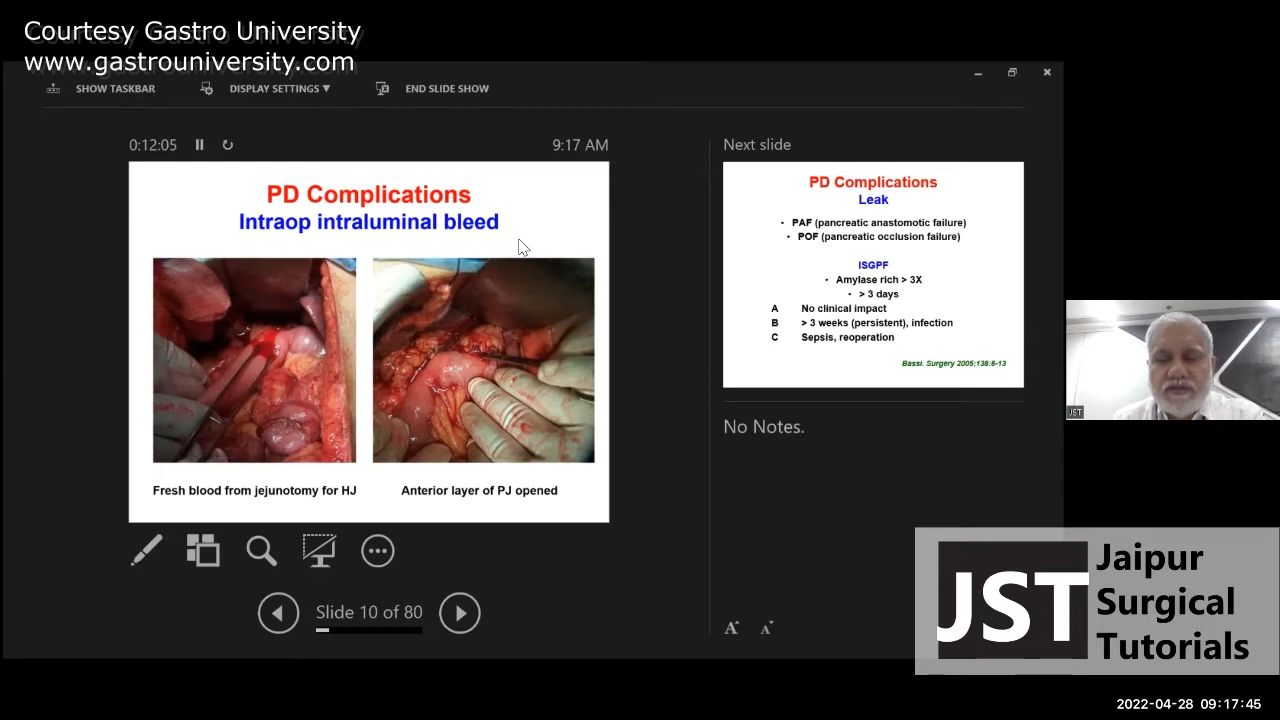 Courtesy Gastro University
www.gastrouniversity.com
SHOW TASKBAR
DISPLAY SETTINGS ▼
END SLIDE SHOW
0:12:05
9:17 AM
PD Complications
Intraop intraluminal bleed
Fresh blood from jejunotomy for HJ
Anterior layer of PJ opened
Slide 10 of 80
Next slide
PD Complications
Leak
• PAF (pancreatic anastomotic failure)
• POF (pancreatic occlusion failure)
ISGPF
• Amylase rich > 3X
• > 3 days
A No clinical impact
B > 3 weeks (persistent), infection
C Sepsis, reoperation
Bassi. Surgery 2005;138:8-13
No Notes.
A A
JST
JST
Jaipur
Surgical
Tutorials
2022-04-28 09:17:45